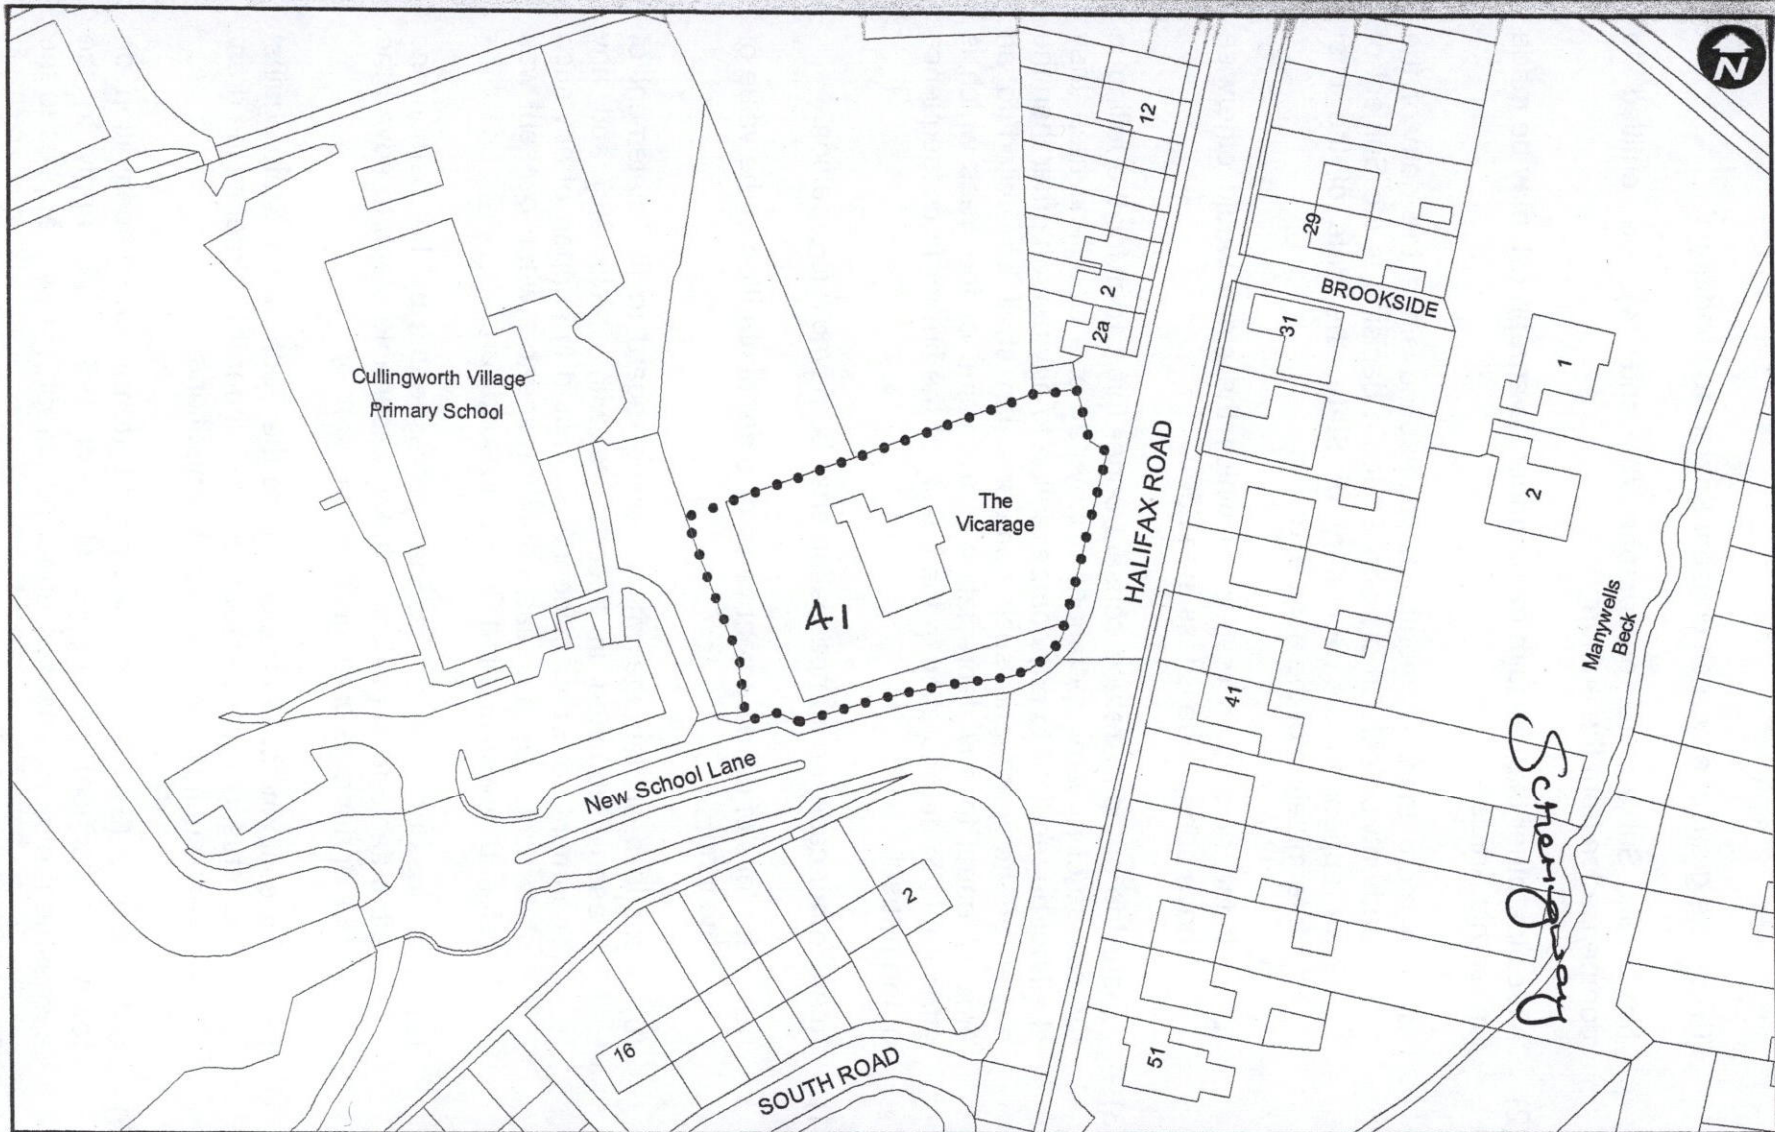 N
12
29
BROOKSIDE
2
31
2a
1
Cullingworth Village
Primary School
2
The
Vicarage
HALIFAX ROAD
A1
Manywells
Beck
41
New School Lane
2
16
SOUTH ROAD
51